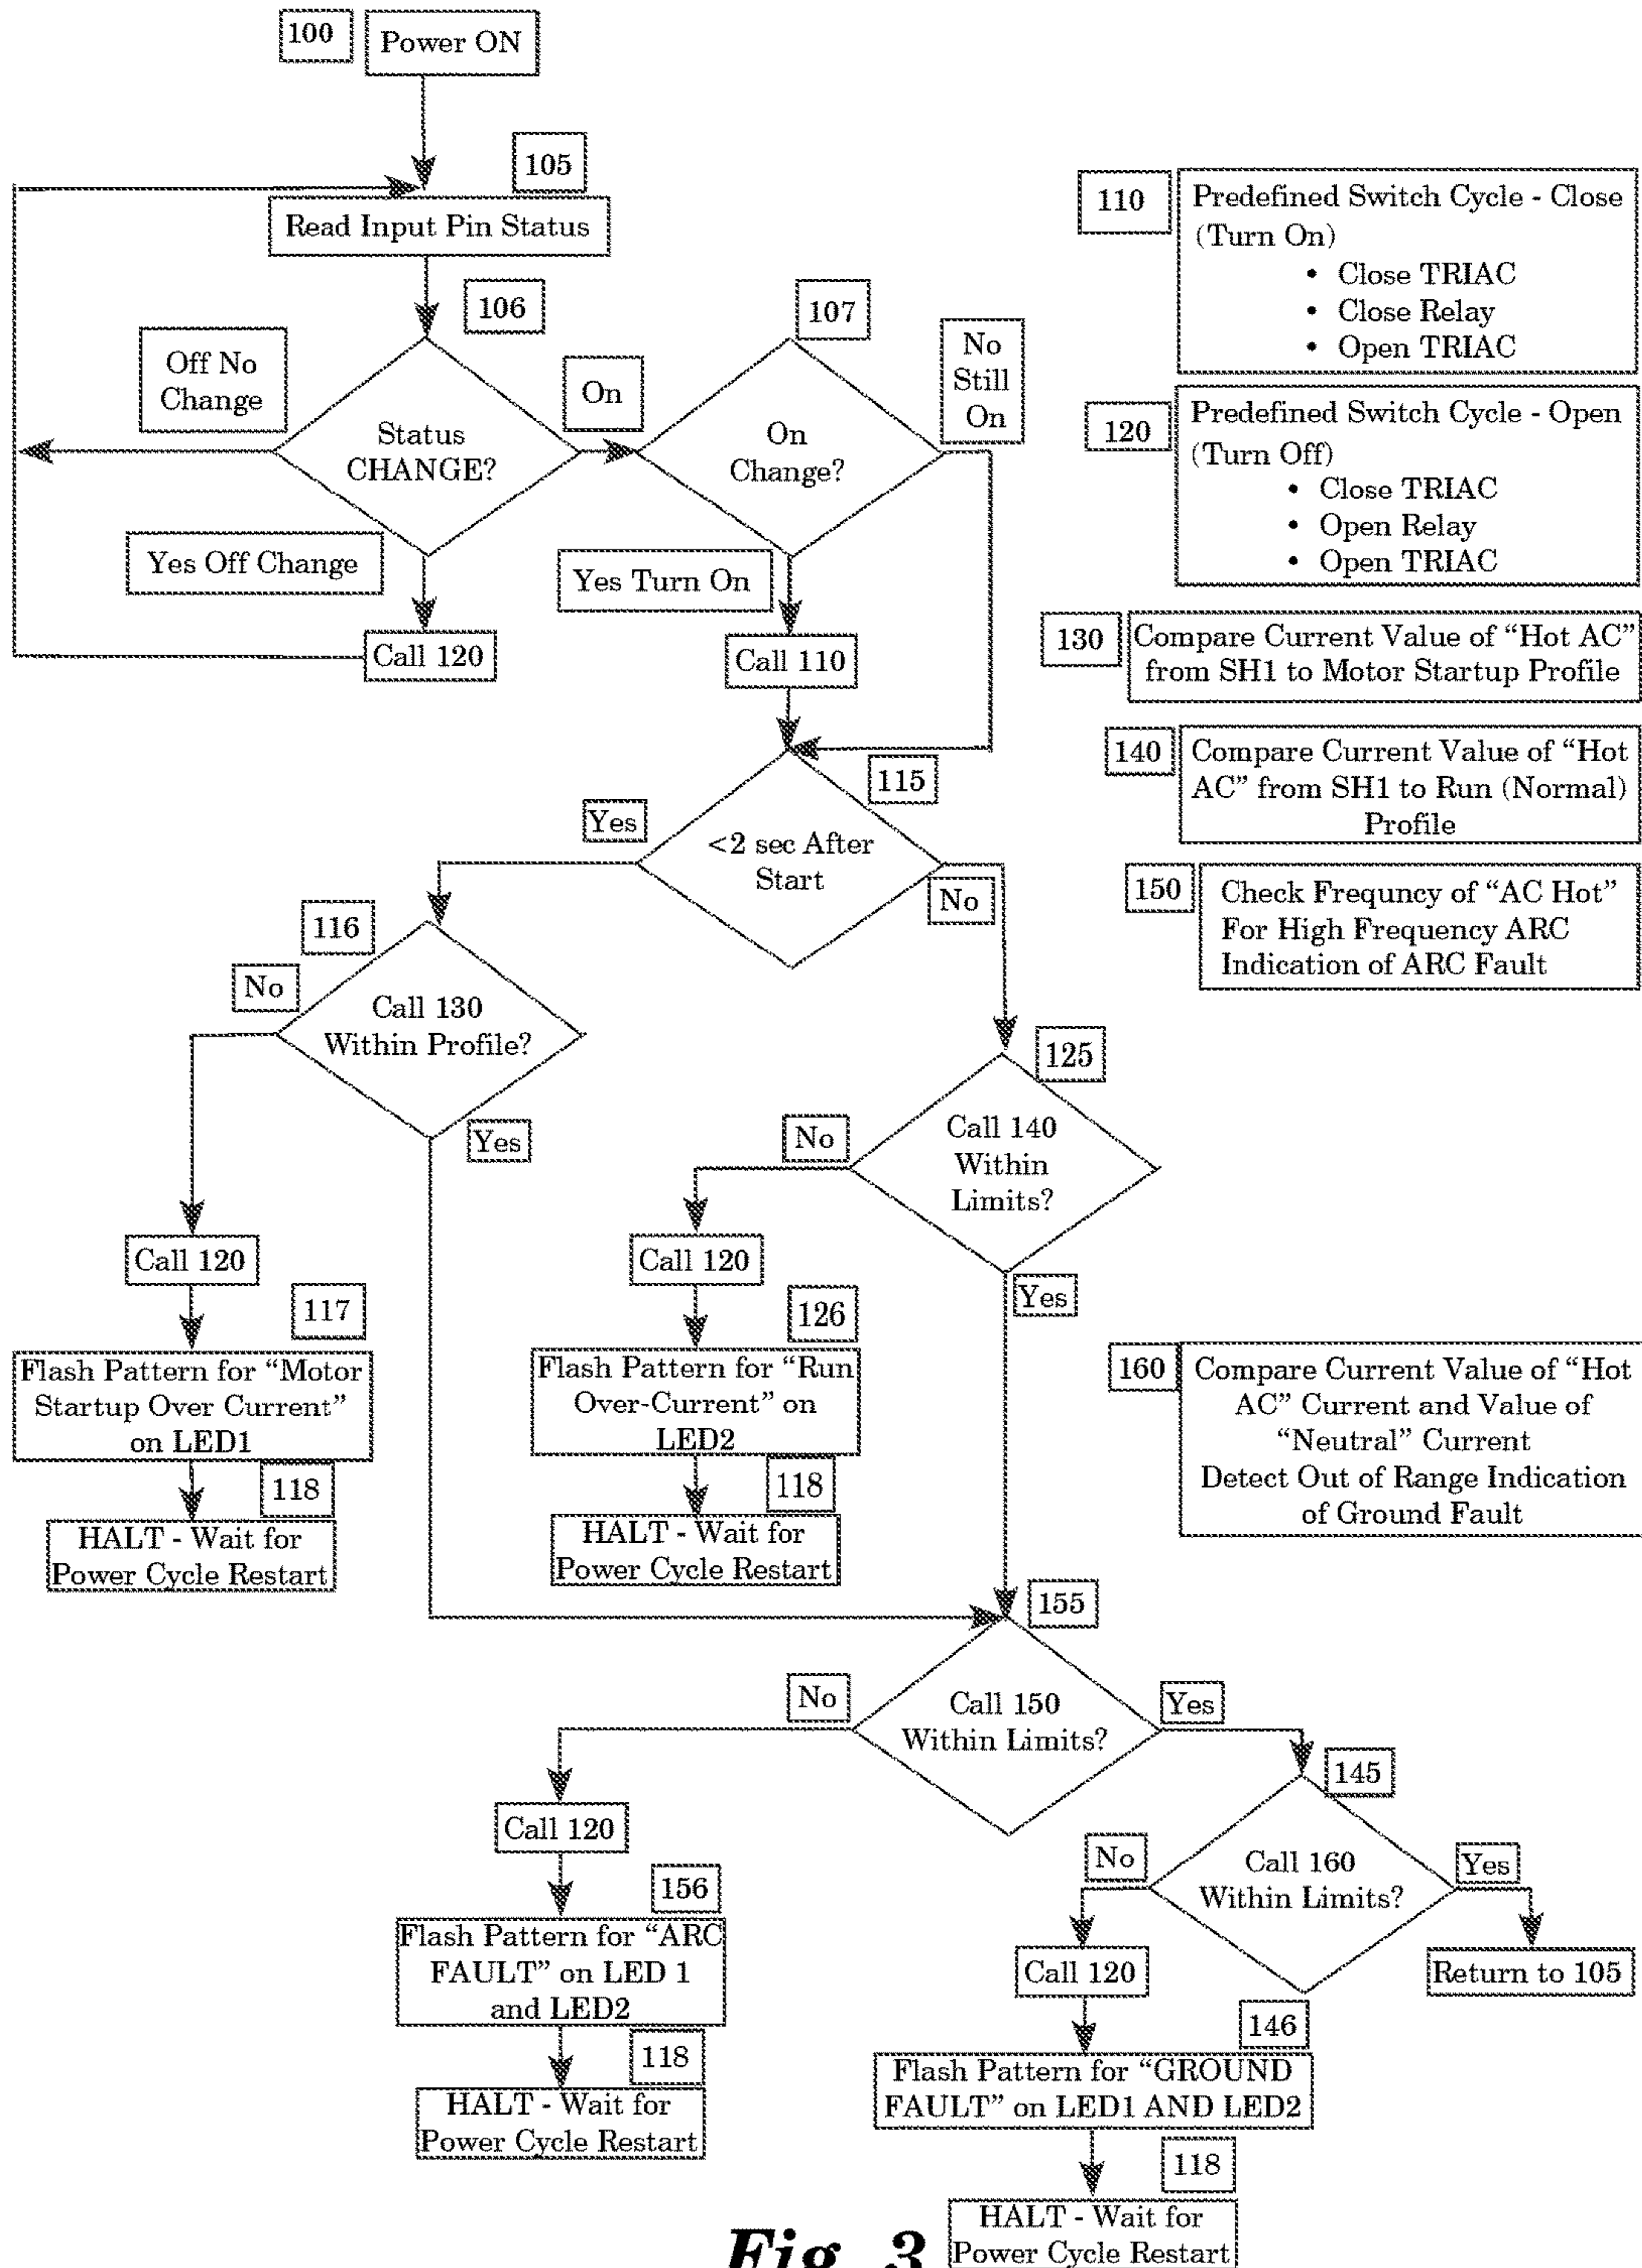 100
Power ON
105
Read Input Pin Status
106
107
Off No
Change
On
No
Still
On
Status
CHANGE?
On
Change?
Yes Off Change
Yes Turn On
Call 120
Call 110
110
Predefined Switch Cycle - Close
(Turn On)
• Close TRIAC
• Close Relay
• Open TRIAC
120
Predefined Switch Cycle - Open
(Turn Off)
• Close TRIAC
• Open Relay
• Open TRIAC
130
Compare Current Value of “Hot AC”
from SH1 to Motor Startup Profile
140
Compare Current Value of “Hot
AC” from SH1 to Run (Normal)
Profile
150
Check Frequncy of “AC Hot”
For High Frequency ARC
Indication of ARC Fault
115
Yes
<2 sec After
Start
No
116
No
Call 130
Within Profile?
Yes
125
No
Call 140
Within
Limits?
Yes
Call 120
117
Flash Pattern for “Motor
Startup Over Current”
on LED1
118
HALT - Wait for
Power Cycle Restart
Call 120
126
Flash Pattern for “Run
Over-Current” on
LED2
118
HALT - Wait for
Power Cycle Restart
160
Compare Current Value of “Hot
AC” Current and Value of
“Neutral” Current
Detect Out of Range Indication
of Ground Fault
155
No
Call 150
Within Limits?
Yes
Call 120
156
Flash Pattern for “ARC
FAULT” on LED 1
and LED2
118
HALT - Wait for
Power Cycle Restart
145
No
Call 160
Within Limits?
Yes
Call 120
Return to 105
146
Flash Pattern for “GROUND
FAULT” on LED1 AND LED2
118
HALT - Wait for
Power Cycle Restart
Fig. 3